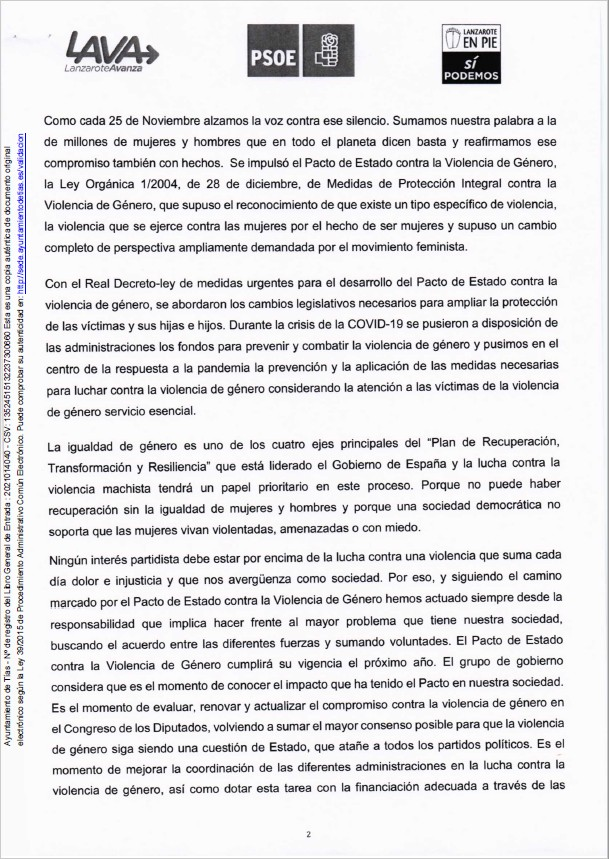 LAVA
LanzaroteAvanza
PSOE
LANZAROTE
EN PIE
SÍ
PODEMOS
Como cada 25 de Noviembre alzamos la voz contra ese silencio. Sumamos nuestra palabra a la
de millones de mujeres y hombres que en todo el planeta dicen basta y reafirmamos ese
compromiso también con hechos. Se impulsó el Pacto de Estado contra la Violencia de Género,
la Ley Orgánica 1/2004, de 28 de diciembre, de Medidas de Protección Integral contra la
Violencia de Género, que supuso el reconocimiento de que existe un tipo específico de violencia,
la violencia que se ejerce contra las mujeres por el hecho de ser mujeres y supuso un cambio
completo de perspectiva ampliamente demandada por el movimiento feminista.
Con el Real Decreto-ley de medidas urgentes para el desarrollo del Pacto de Estado contra la
violencia de género, se abordaron los cambios legislativos necesarios para ampliar la protección
de las víctimas y sus hijas e hijos. Durante la crisis de la COVID-19 se pusieron a disposición de
las administraciones los fondos para prevenir y combatir la violencia de género y pusimos en el
centro de la respuesta a la pandemia la prevención y la aplicación de las medidas necesarias
para luchar contra la violencia de género considerando la atención a las víctimas de la violencia
de género servicio esencial.
La igualdad de género es uno de los cuatro ejes principales del “Plan de Recuperación,
Transformación y Resiliencia” que está liderado el Gobierno de España y la lucha contra la
violencia machista tendrá un papel prioritario en este proceso. Porque no puede haber
recuperación sin la igualdad de mujeres y hombres y porque una sociedad democrática no
soporta que las mujeres vivan violentadas, amenazadas o con miedo.
Ningún interés partidista debe estar por encima de la lucha contra una violencia que suma cada
día dolor e injusticia y que nos avergüenza como sociedad. Por eso, y siguiendo el camino
marcado por el Pacto de Estado contra la Violencia de Género hemos actuado siempre desde la
responsabilidad que implica hacer frente al mayor problema que tiene nuestra sociedad,
buscando el acuerdo entre las diferentes fuerzas y sumando voluntades. El Pacto de Estado
contra la Violencia de Género cumplirá su vigencia el próximo año. El grupo de gobierno
considera que es el momento de conocer el impacto que ha tenido el Pacto en nuestra sociedad.
Es el momento de evaluar, renovar y actualizar el compromiso contra la violencia de género en
el Congreso de los Diputados, volviendo a sumar el mayor consenso posible para que la violencia
de género siga siendo una cuestión de Estado, que atañe a todos los partidos políticos. Es el
momento de mejorar la coordinación de las diferentes administraciones en la lucha contra la
violencia de género, así como dotar esta tarea con la financiación adecuada a través de las
2
Ayuntamiento de Tías - Nº de registro del Libro General de Entrada : 2021014040 - CSV: 13524515132237300660 Esta es una copia auténtica de documento original
electrónico según la Ley 39/2015 de Procedimiento Administrativo Común Electrónico. Puede comprobar su autenticidad en: http://sede.ayuntamientodetias.es/validacion